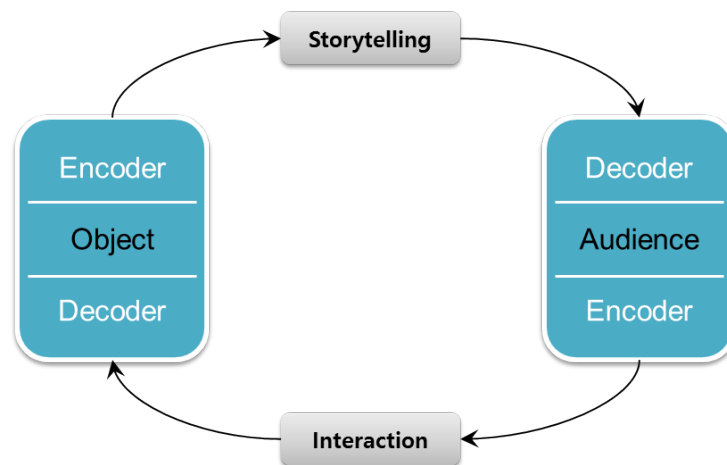 Storytelling
Encoder
Object
Decoder
Decoder
Audience
Encoder
Interaction